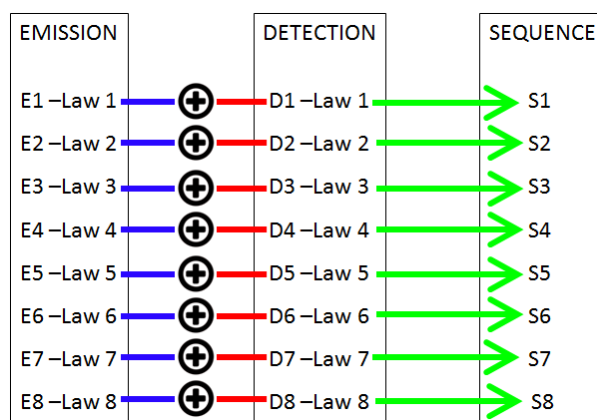 EMISSION DETECTION SEQUENCE
E1 –Law 1 D1 –Law 1 S1
E2 –Law 2 D2 –Law 2 S2
E3 –Law 3 D3 –Law 3 S3
E4 –Law 4 D4 –Law 4 S4
E5 –Law 5 D5 –Law 5 S5
E6 –Law 6 D6 –Law 6 S6
E7 –Law 7 D7 –Law 7 S7
E8 –Law 8 D8 –Law 8 S8